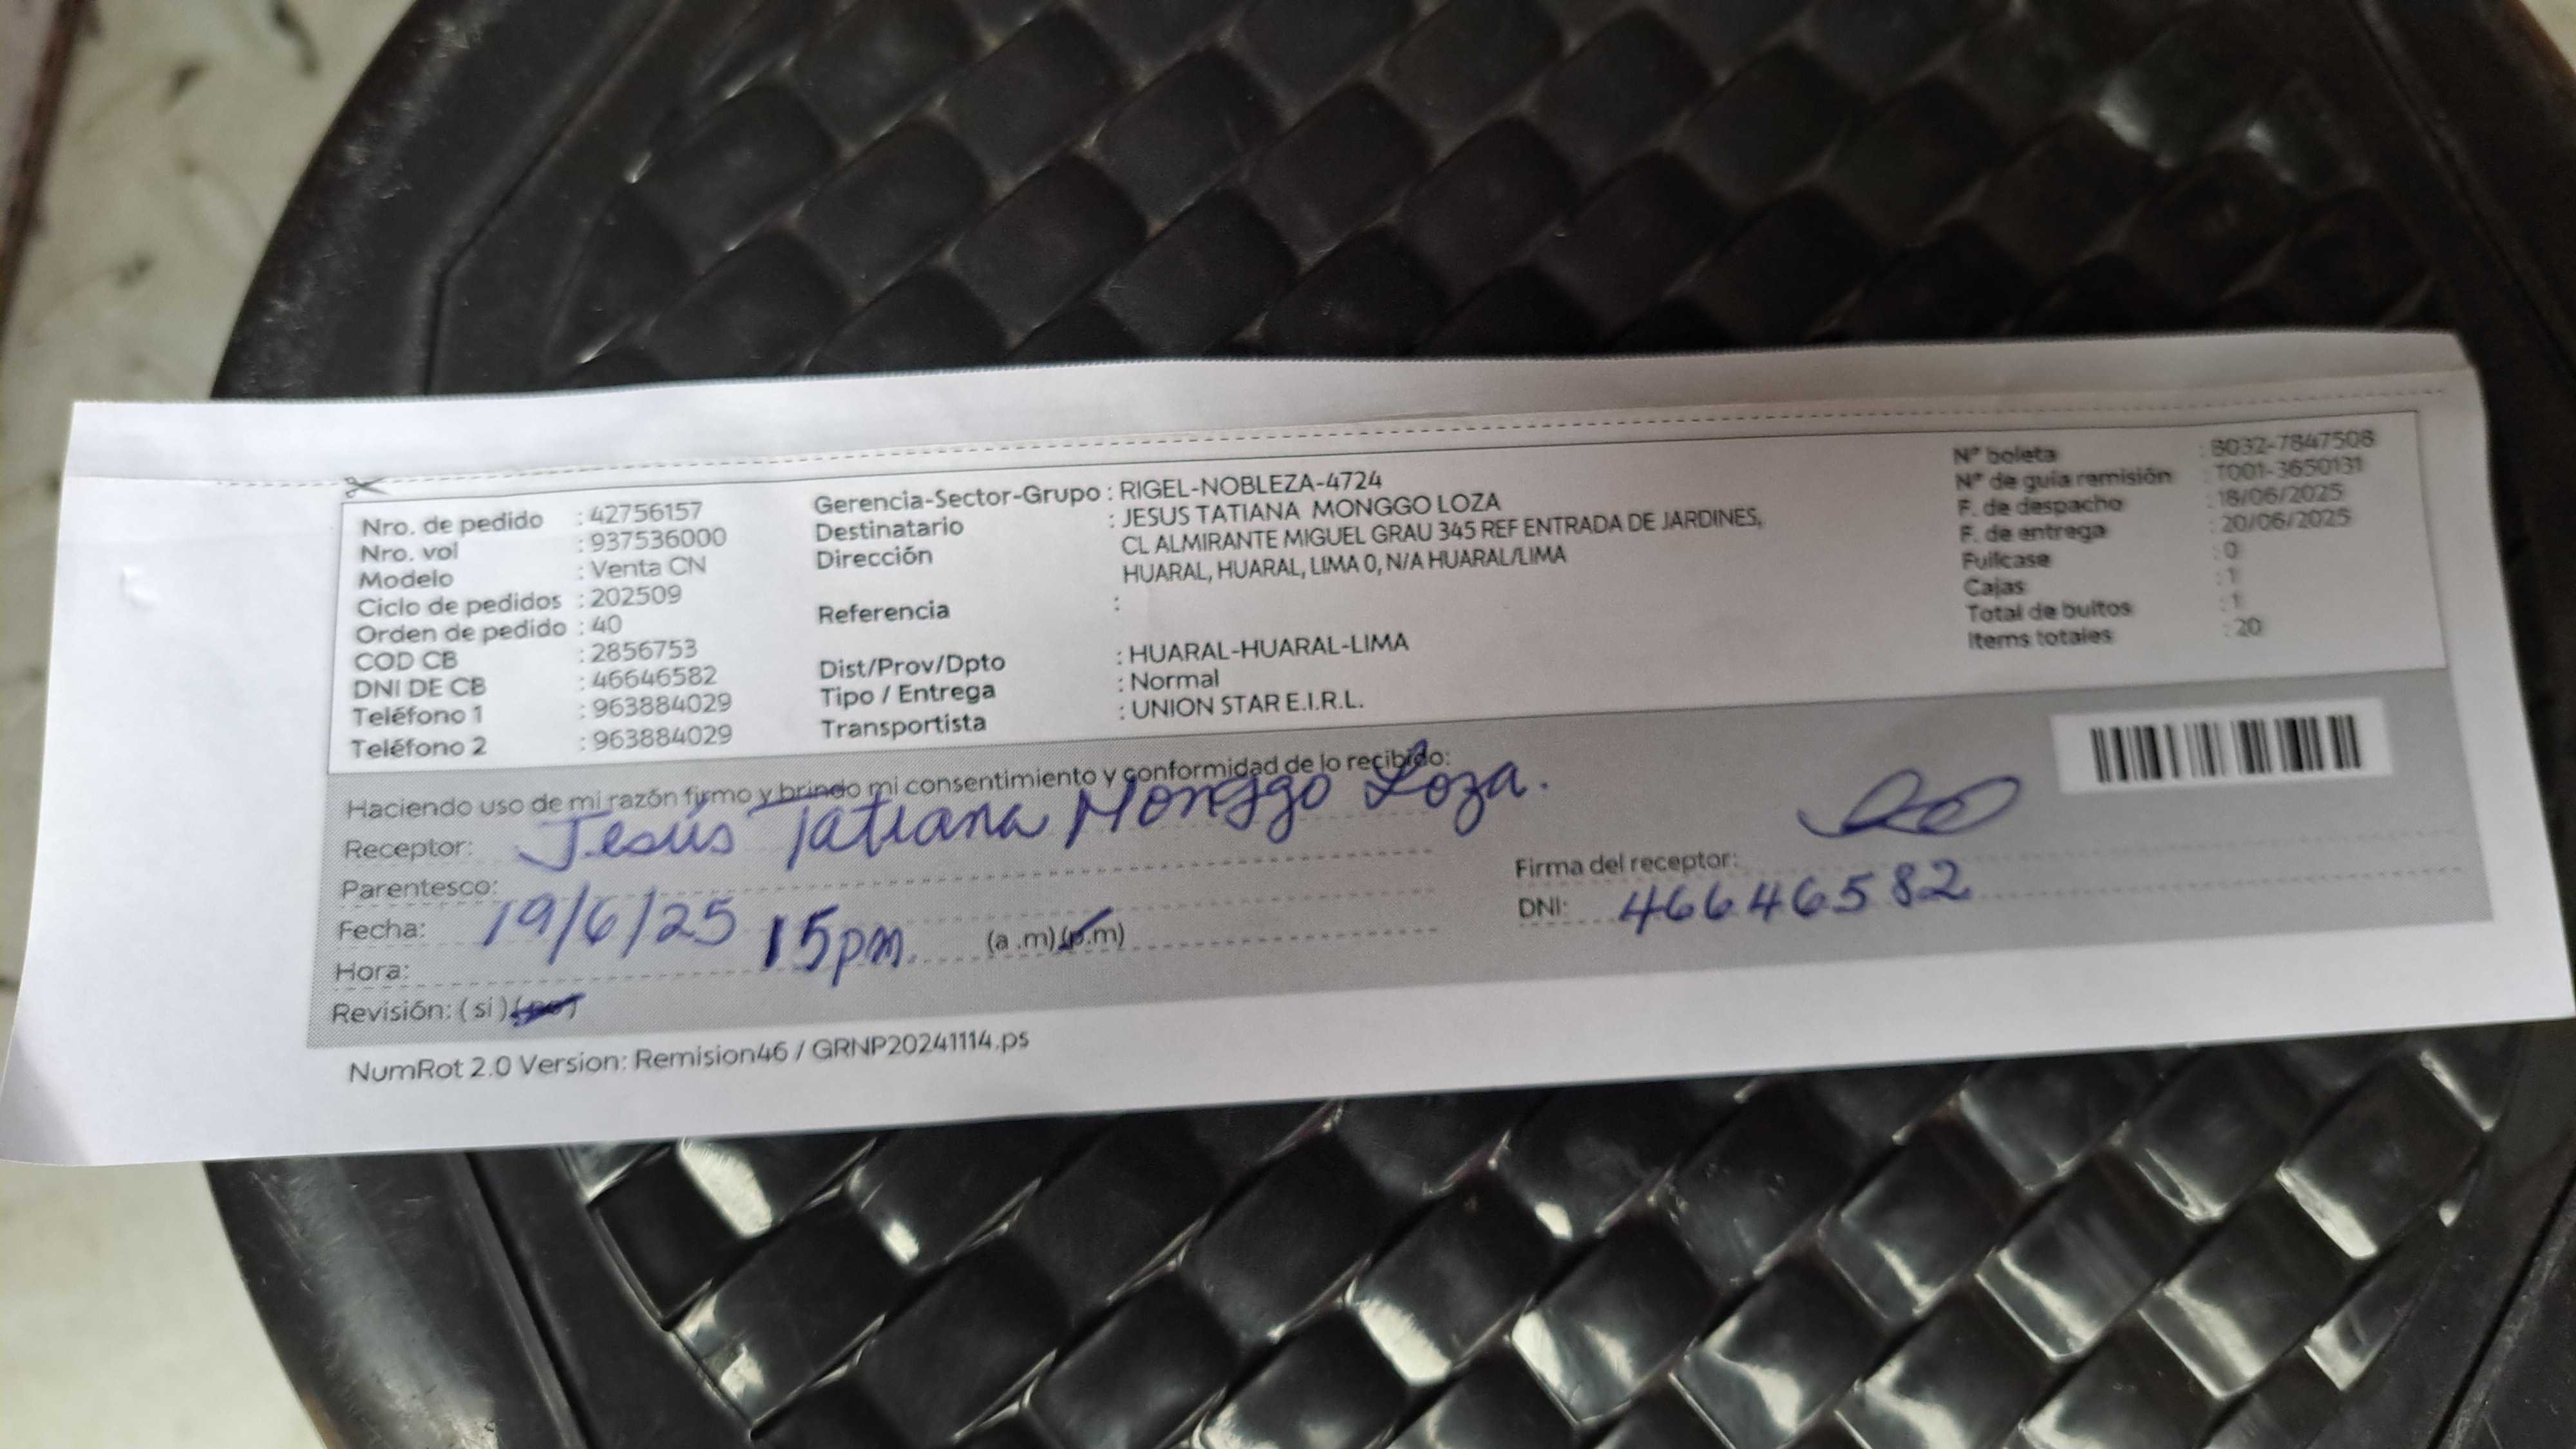 Nro. de pedido : 42756157
Nro. vol : 937536000
Modelo : Venta CN
Ciclo de pedidos : 202509
Orden de pedido : 40
COD CB : 2856753
DNI DE CB : 46646582
Teléfono 1 : 963884029
Teléfono 2 : 963884029
Gerencia-Sector-Grupo : RIGEL-NOBLEZA-4724
Destinatario : JESUS TATIANA MONGGO LOZA
Dirección CL ALMIRANTE MIGUEL GRAU 345 REF ENTRADA DE JARDINES,
HUARAL, HUARAL, LIMA 0, N/A HUARAL/LIMA
Referencia :
Dist/Prov/Dpto : HUARAL-HUARAL-LIMA
Tipo / Entrega : Normal
Transportista : UNION STAR E.I.R.L.
N° boleta : B032-7847508
N° de guía remisión : T001-3650131
F. de despacho : 18/06/2025
F. de entrega : 20/06/2025
Fullcase : 0
Cajas : 1
Total de bultos : 1
Items totales : 20
Haciendo uso de mi razón firmo y brindo mi consentimiento y conformidad de lo recibido:
Receptor: Jesús Tatiana Monggo Loza.
Parentesco:
Fecha: 19/6/25
Hora: 15pm. (a .m) (p.m)
Revisión: ( si ) (no)
Firma del receptor:
DNI: 46646582
NumRot 2.0 Version: Remision46 / GRNP20241114.ps